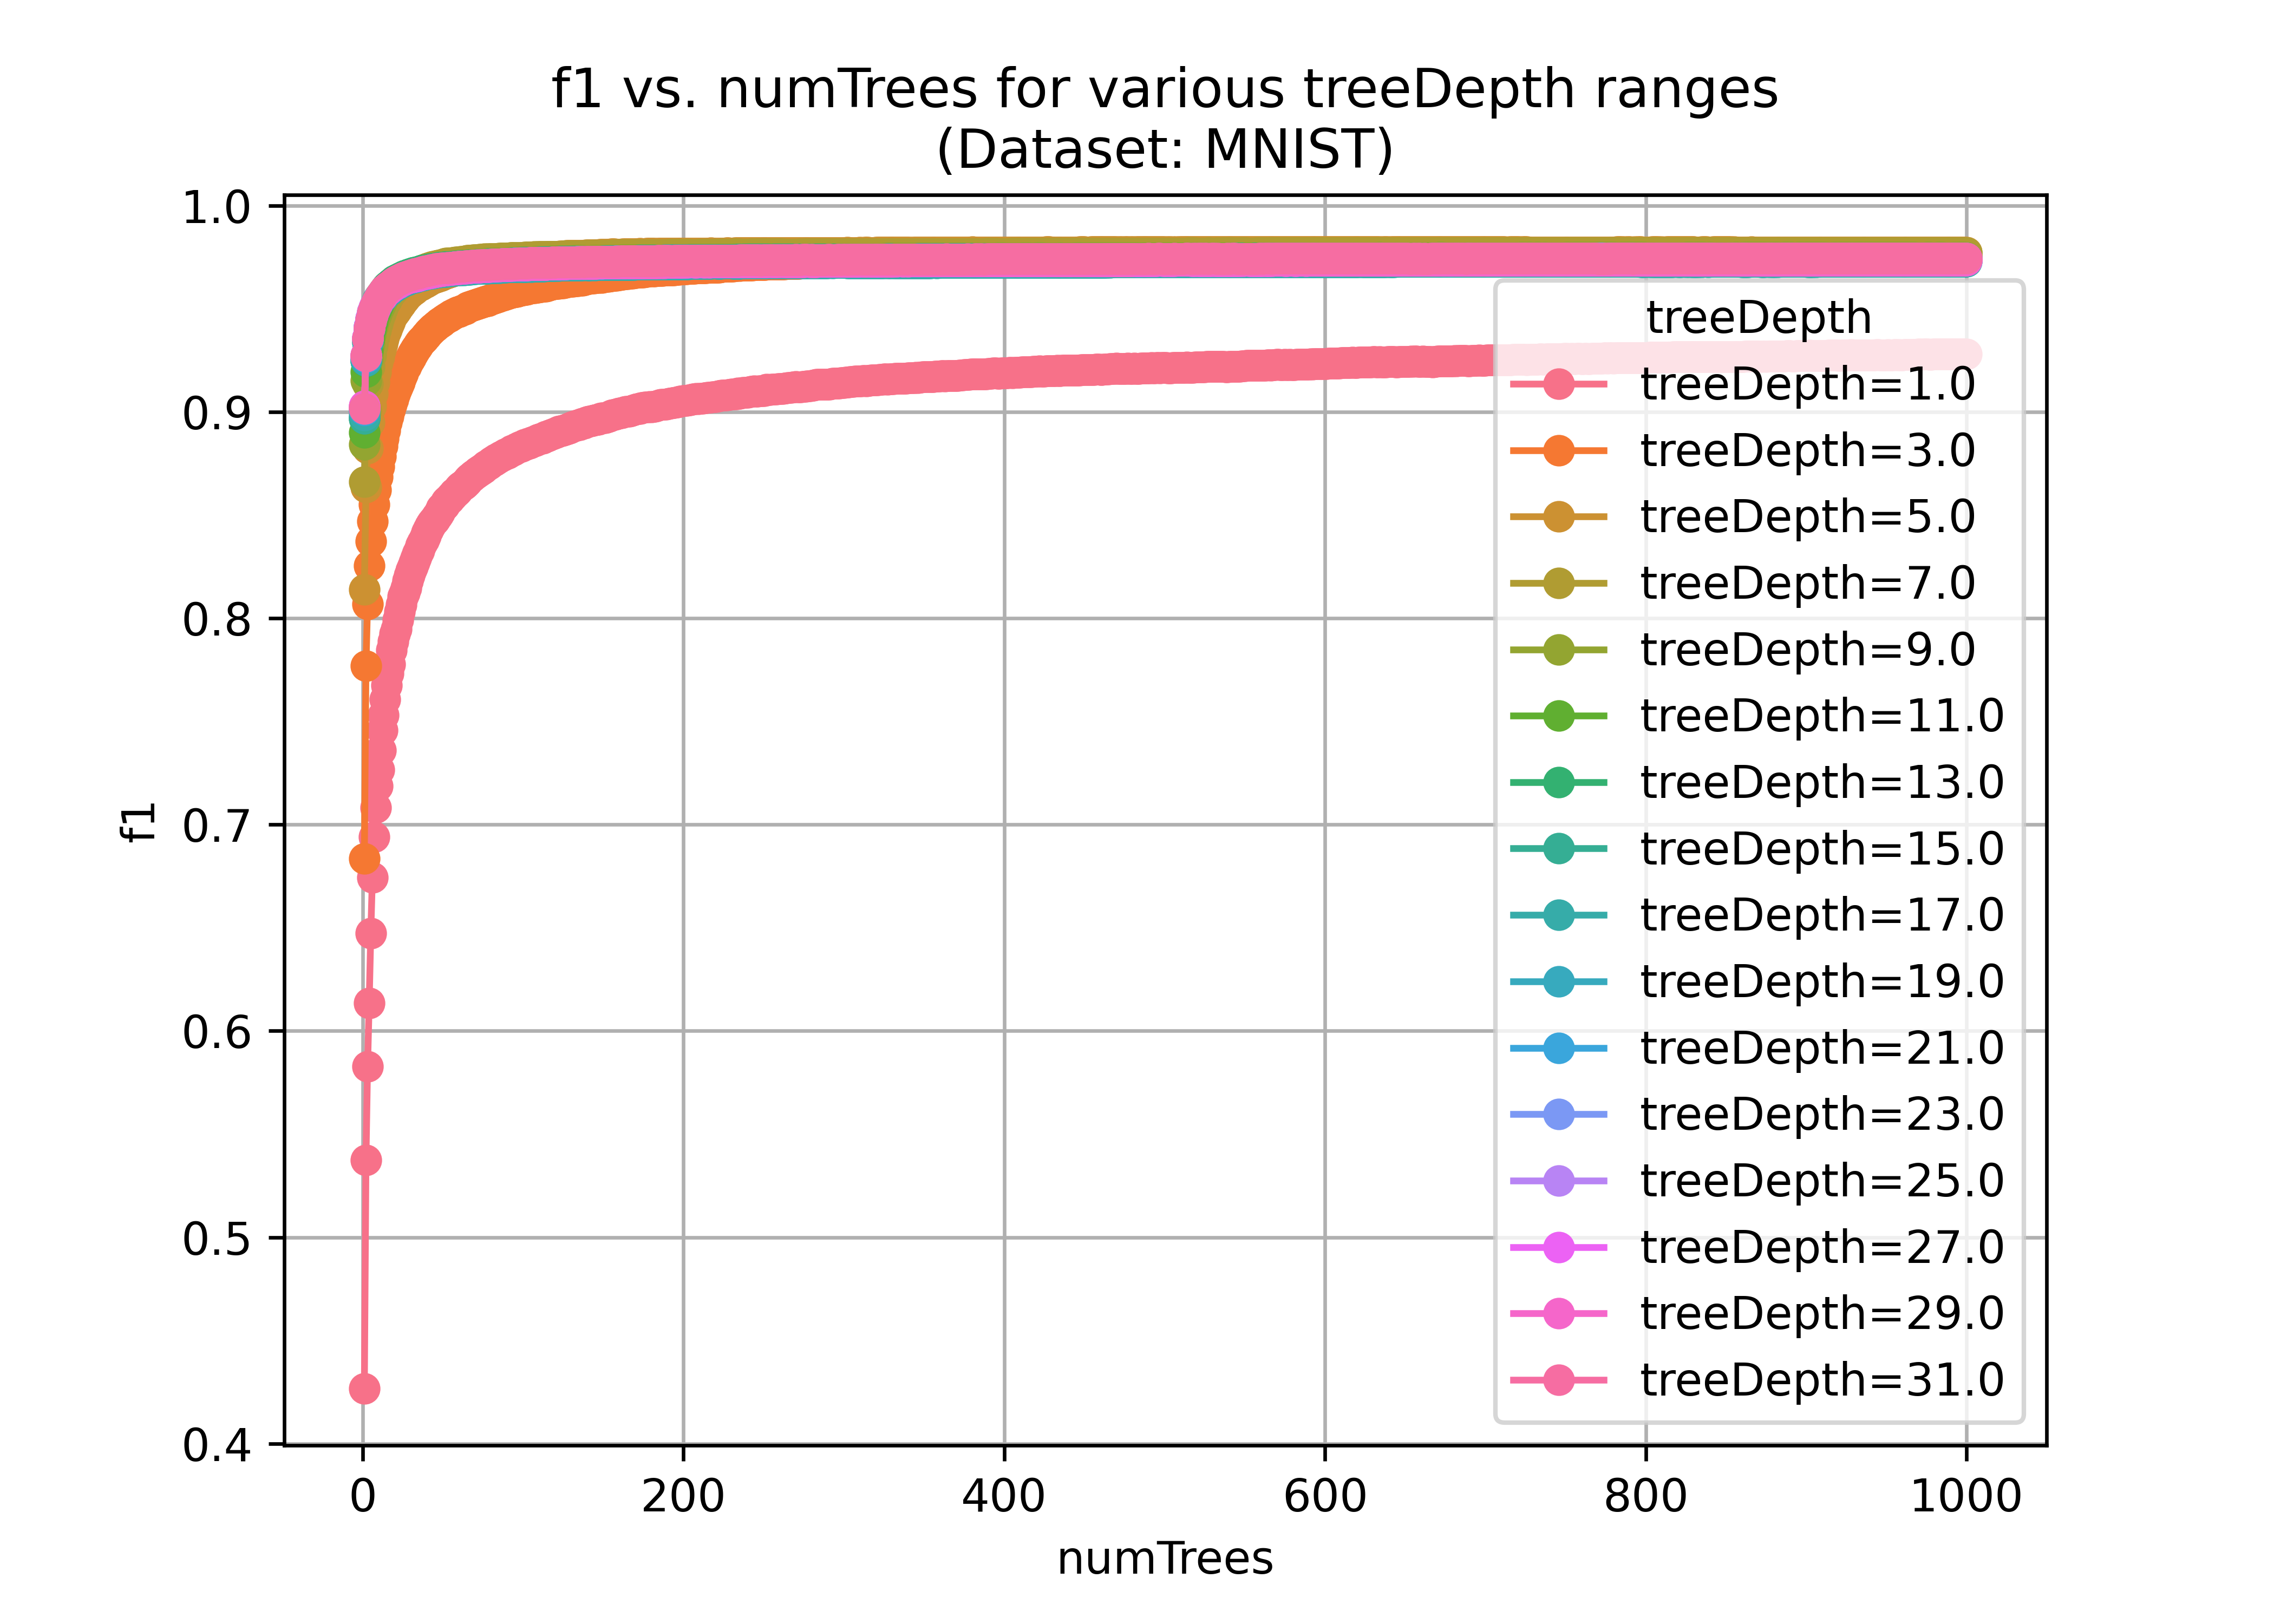 f1 vs. numTrees for various treeDepth ranges
(Dataset: MNIST)
1.0
0.9
0.8
0.7
0.6
0.5
0.4
f1
0
200
400
600
800
1000
numTrees
treeDepth
treeDepth=1.0
treeDepth=3.0
treeDepth=5.0
treeDepth=7.0
treeDepth=9.0
treeDepth=11.0
treeDepth=13.0
treeDepth=15.0
treeDepth=17.0
treeDepth=19.0
treeDepth=21.0
treeDepth=23.0
treeDepth=25.0
treeDepth=27.0
treeDepth=29.0
treeDepth=31.0